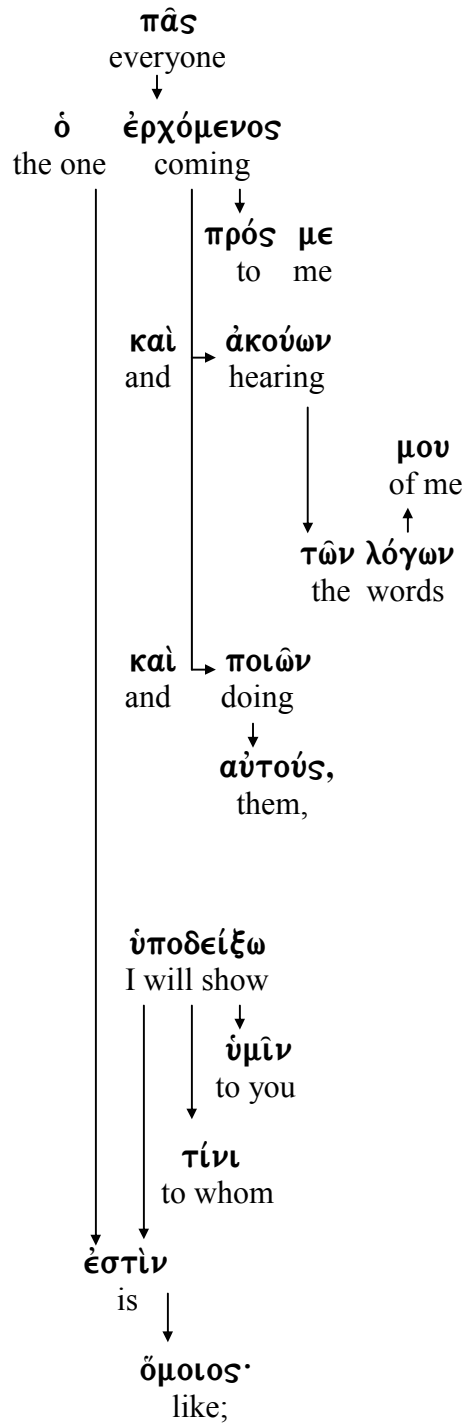 πᾶς
everyone
ὁ ἐρχόμενος
the one coming
πρός με
to me
καὶ ἀκούων
and hearing
μου
of me
τῶν λόγων
the words
καὶ ποιῶν
and doing
αὐτούς,
them,
ὑποδείξω
I will show
ὑμῖν
to you
τίνι
to whom
ἐστὶν
is
ὅμοιος·
like;